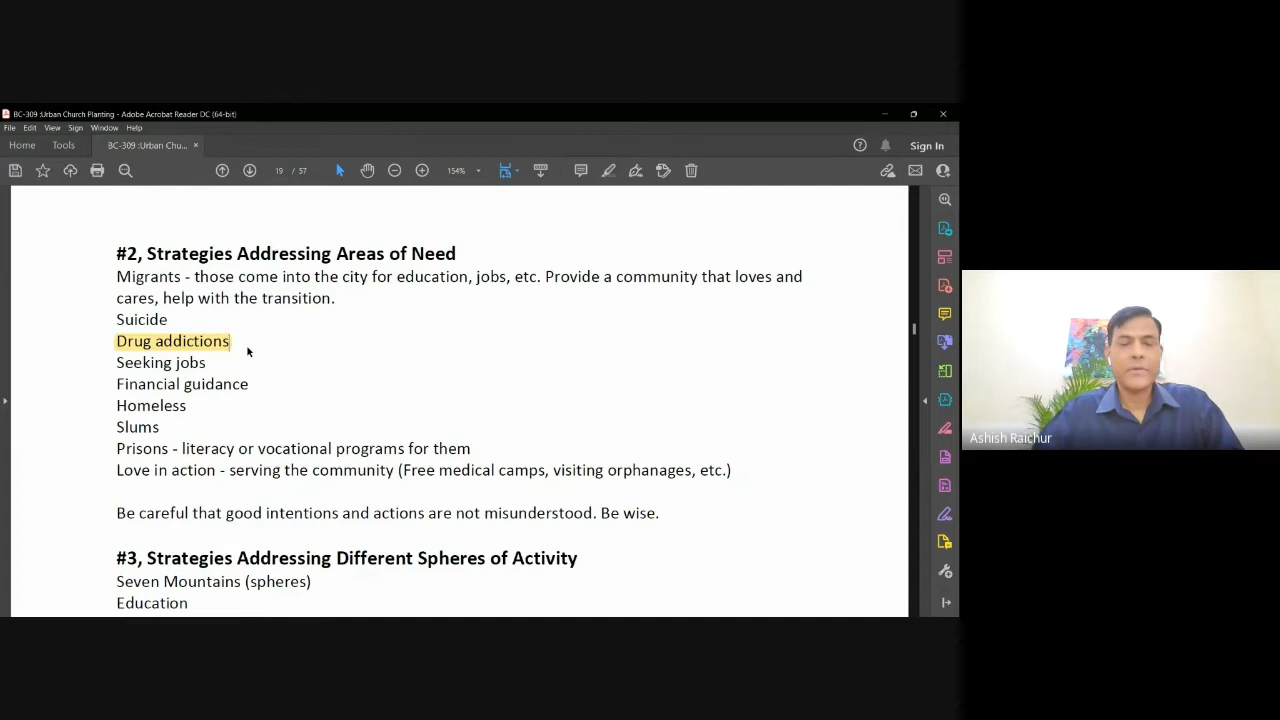 BC-309 :Urban Church Planting - Adobe Acrobat Reader DC (64-bit)
File Edit View Sign Window Help
Home Tools BC-309 :Urban Chu... × Sign In
19 / 57 154%
#2, Strategies Addressing Areas of Need
Migrants - those come into the city for education, jobs, etc. Provide a community that loves and
cares, help with the transition.
Suicide
Drug addictions
Seeking jobs
Financial guidance
Homeless
Slums
Prisons - literacy or vocational programs for them
Love in action - serving the community (Free medical camps, visiting orphanages, etc.)
Be careful that good intentions and actions are not misunderstood. Be wise.
#3, Strategies Addressing Different Spheres of Activity
Seven Mountains (spheres)
Education
Ashish Raichur